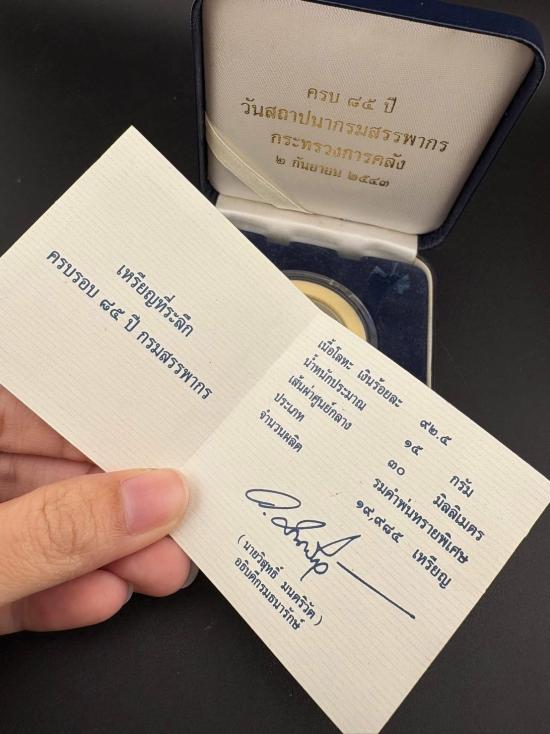 ครบ ๘๕ ปี
วันสถาปนากรมสรรพากร
กระทรวงการคลัง
๒ กันยายน ๒๕๔๓
เหรียญที่ระลึก
ครบรอบ ๘๕ ปี กรมสรรพากร
เนื้อโลหะ เงินร้อยละ ๙๒.๕
น้ำหนักประมาณ ๑๕ กรัม
เส้นผ่าศูนย์กลาง ๓๐ มิลลิเมตร
ประเภท รมดำพ่นทรายพิเศษ
จำนวนผลิต ๑๙,๙๘๕ เหรียญ
( นายวิสุทธิ์ มนตริวัต )
อธิบดีกรมธนารักษ์